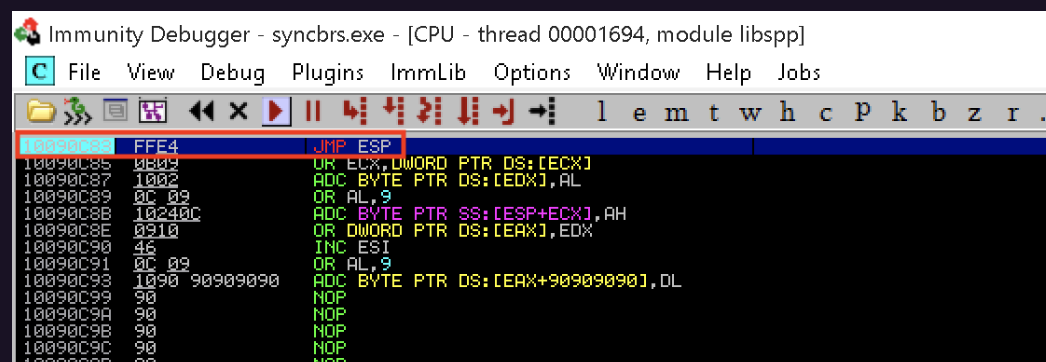 Immunity Debugger - syncbrs.exe - [CPU - thread 00001694, module libspp]
C File View Debug Plugins ImmLib Options Window Help Jobs
l e m t w h c P k b z r .
10090C83 FFE4 JMP ESP
10090C85 0B09 OR ECX,DWORD PTR DS:[ECX]
10090C87 1002 ADC BYTE PTR DS:[EDX],AL
10090C89 0C 09 OR AL,9
10090C8B 10240C ADC BYTE PTR SS:[ESP+ECX],AH
10090C8E 0910 OR DWORD PTR DS:[EAX],EDX
10090C90 46 INC ESI
10090C91 0C 09 OR AL,9
10090C93 1090 90909090 ADC BYTE PTR DS:[EAX+90909090],DL
10090C99 90 NOP
10090C9A 90 NOP
10090C9B 90 NOP
10090C9C 90 NOP